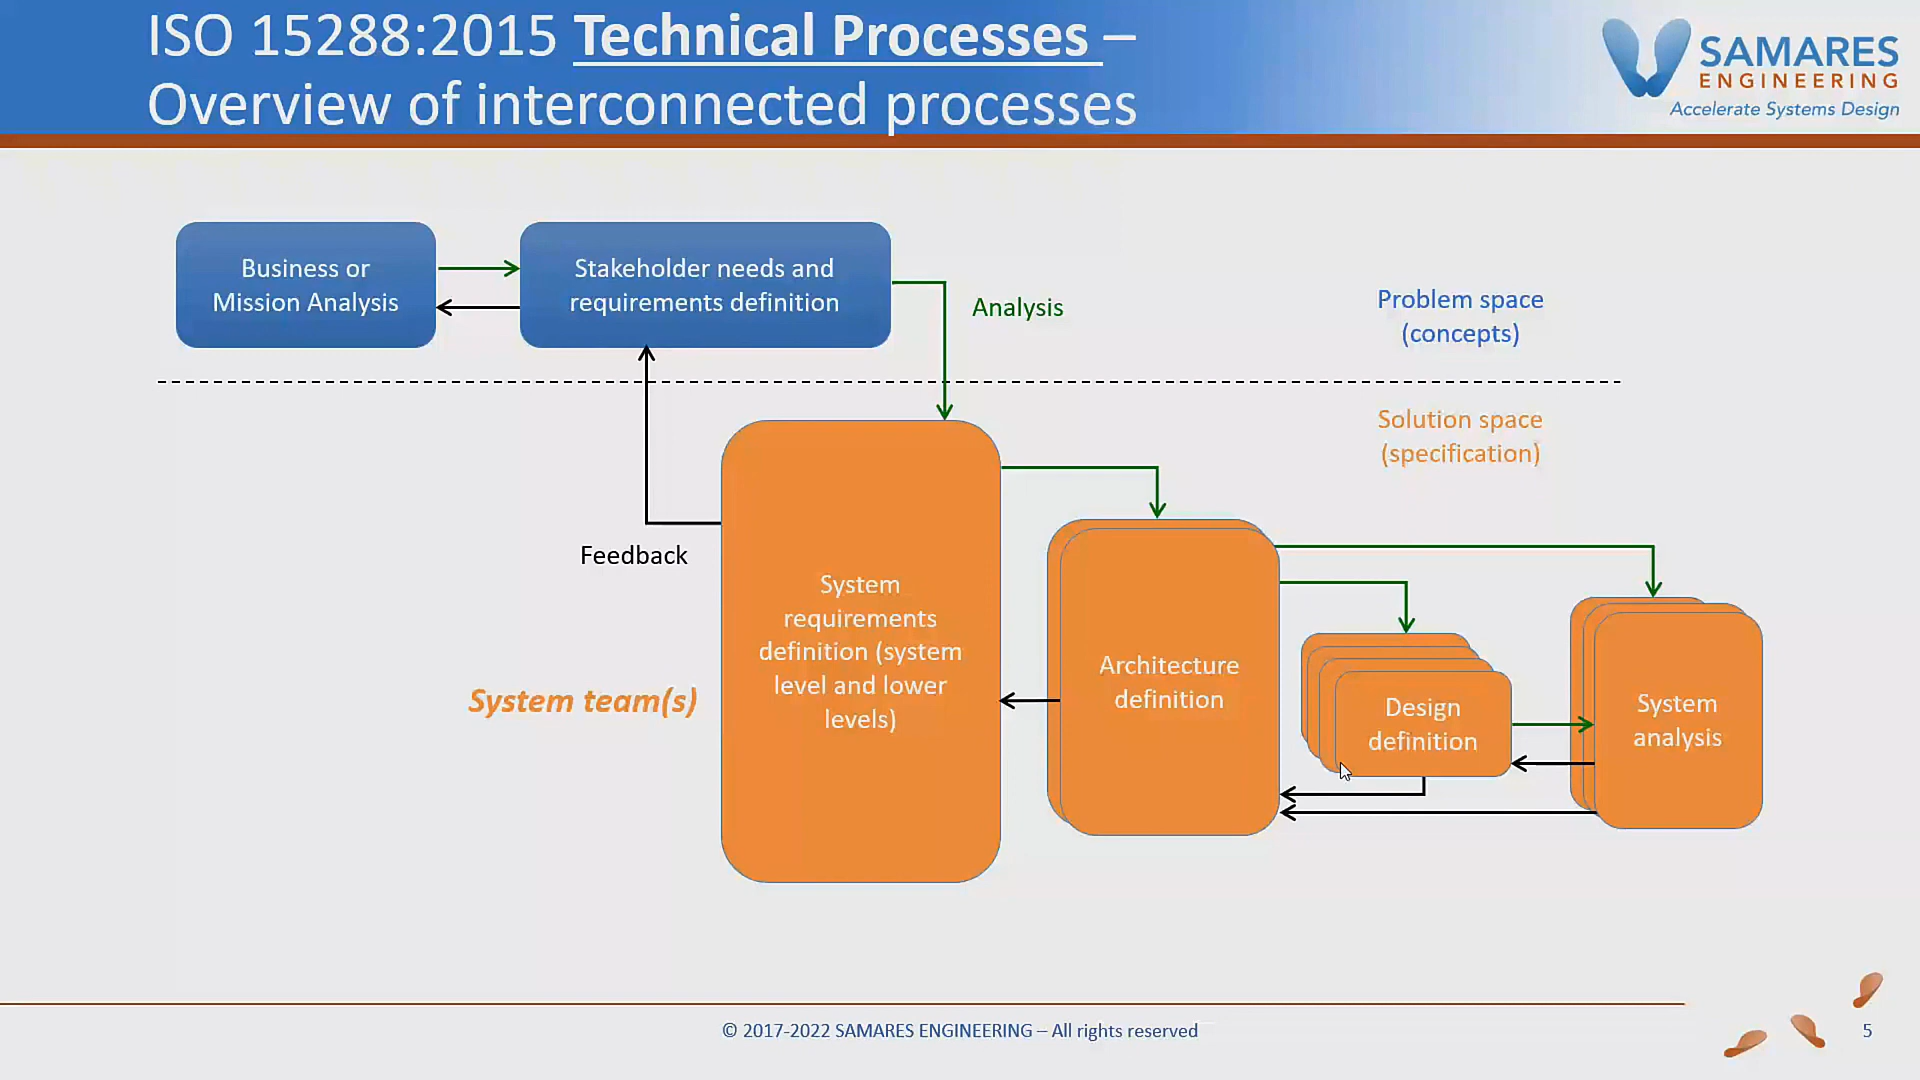 ISO 15288:2015 Technical Processes –
Overview of interconnected processes
SAMARES
ENGINEERING
Accelerate Systems Design
Business or
Mission Analysis
Stakeholder needs and
requirements definition
Analysis
Problem space
(concepts)
Solution space
(specification)
Feedback
System
requirements
definition (system
level and lower
levels)
System team(s)
Architecture
definition
Design
definition
System
analysis
© 2017-2022 SAMARES ENGINEERING – All rights reserved
5